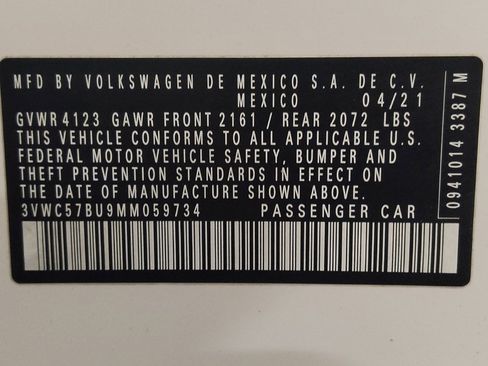 MFD BY VOLKSWAGEN DE MEXICO S.A. DE C.V.
MEXICO 04/21
GVWR 4123 GAWR FRONT 2161 / REAR 2072 LBS
THIS VEHICLE CONFORMS TO ALL APPLICABLE U.S.
FEDERAL MOTOR VEHICLE SAFETY, BUMPER AND
THEFT PREVENTION STANDARDS IN EFFECT ON
THE DATE OF MANUFACTURE SHOWN ABOVE.
3VWC57BU9MM059734 PASSENGER CAR
0941014 3387 M